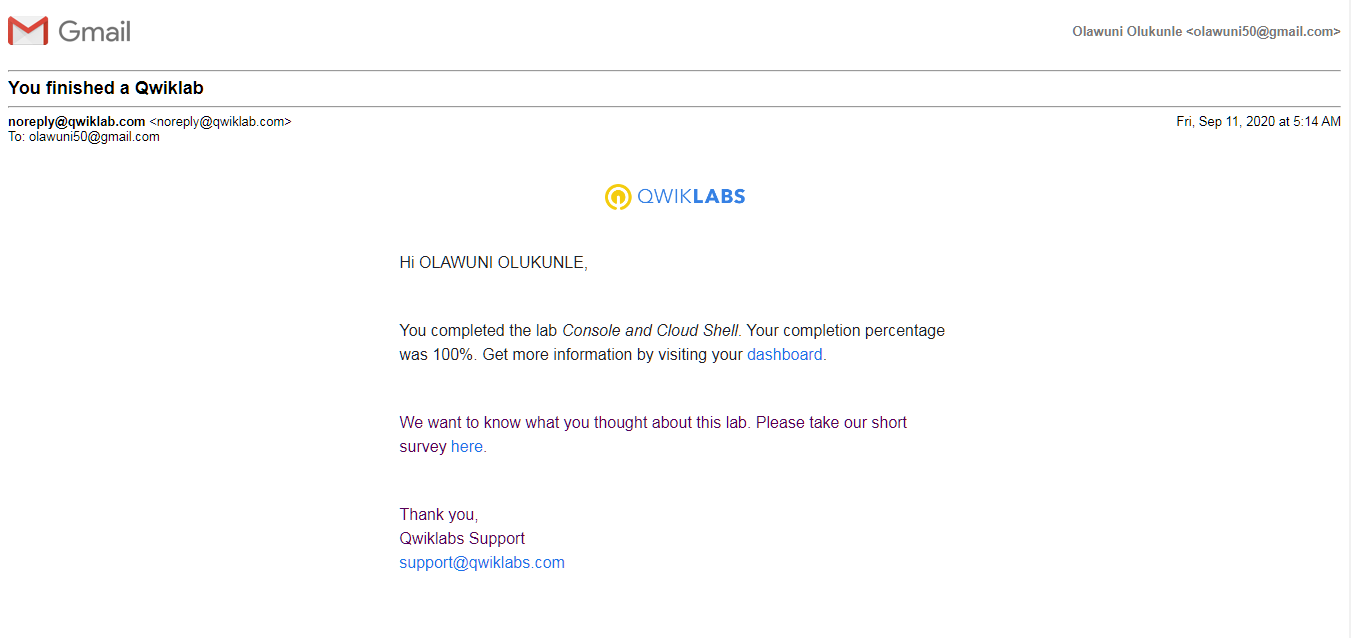 Gmail
Olawuni Olukunle <olawuni50@gmail.com>
You finished a Qwiklab
noreply@qwiklab.com <noreply@qwiklab.com>
Fri, Sep 11, 2020 at 5:14 AM
To: olawuni50@gmail.com
QWIKLABS
Hi OLAWUNI OLUKUNLE,
You completed the lab Console and Cloud Shell. Your completion percentage
was 100%. Get more information by visiting your dashboard.
We want to know what you thought about this lab. Please take our short
survey here.
Thank you,
Qwiklabs Support
support@qwiklabs.com